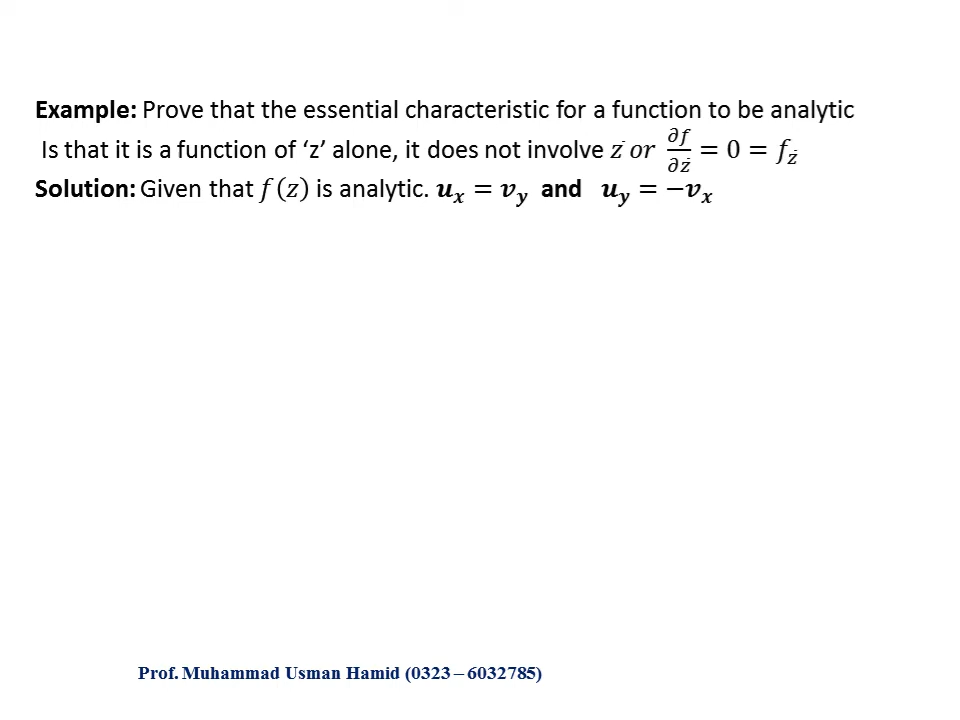 Example: Prove that the essential characteristic for a function to be analytic
Is that it is a function of ‘z’ alone, it does not involve z̄ or ∂f/∂z̄ = 0 = f_z̄
Solution: Given that f(z) is analytic. u_x = v_y and u_y = −v_x
Prof. Muhammad Usman Hamid (0323 – 6032785)